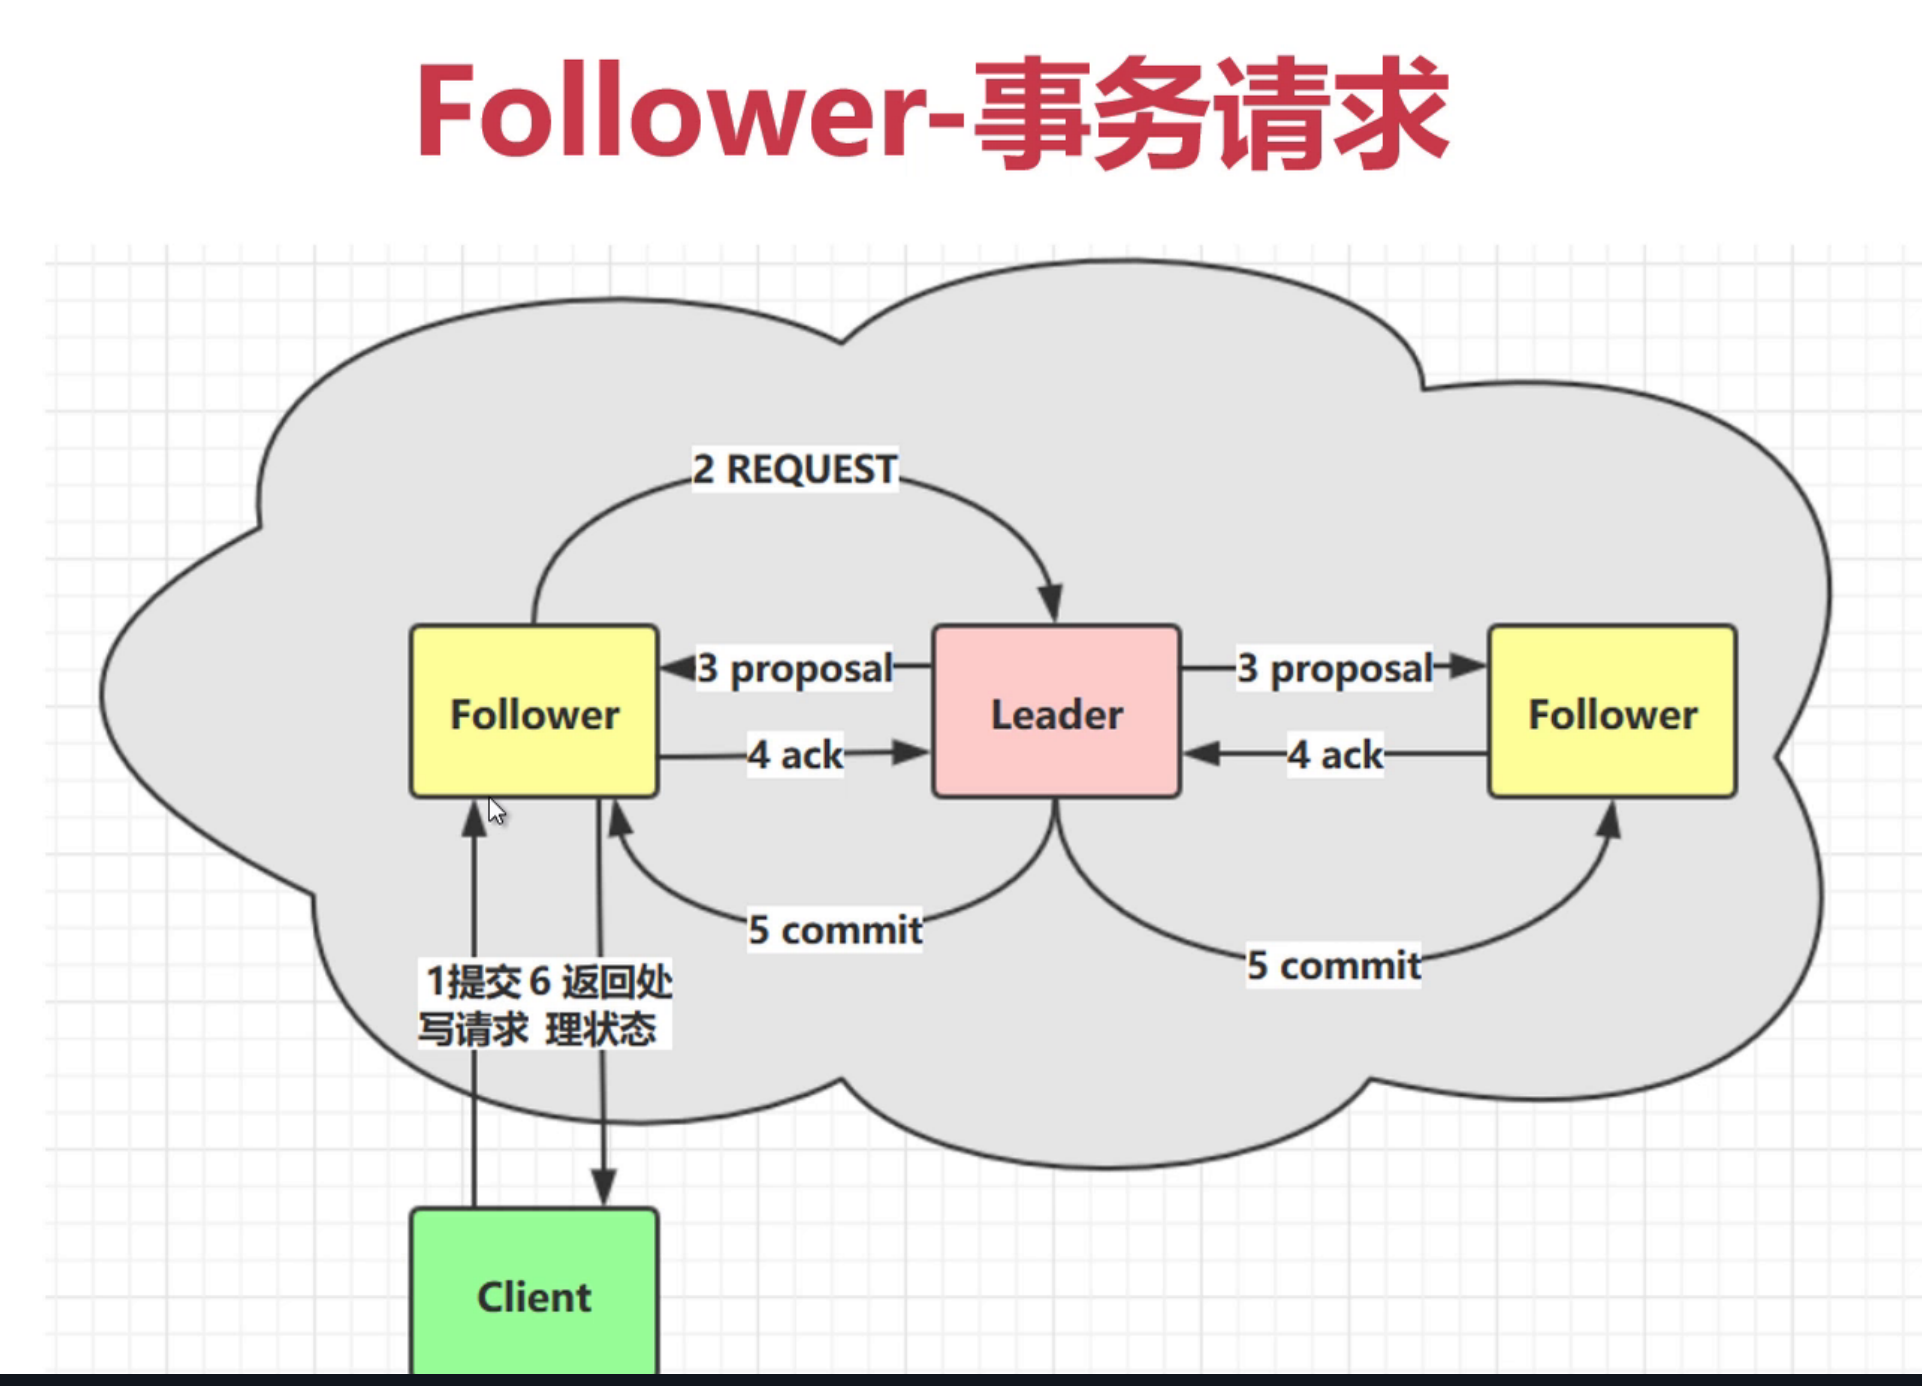 Follower-事务请求
2 REQUEST
3 proposal
3 proposal
Follower
Leader
Follower
4 ack
4 ack
5 commit
5 commit
1提交
写请求
6 返回处
理状态
Client